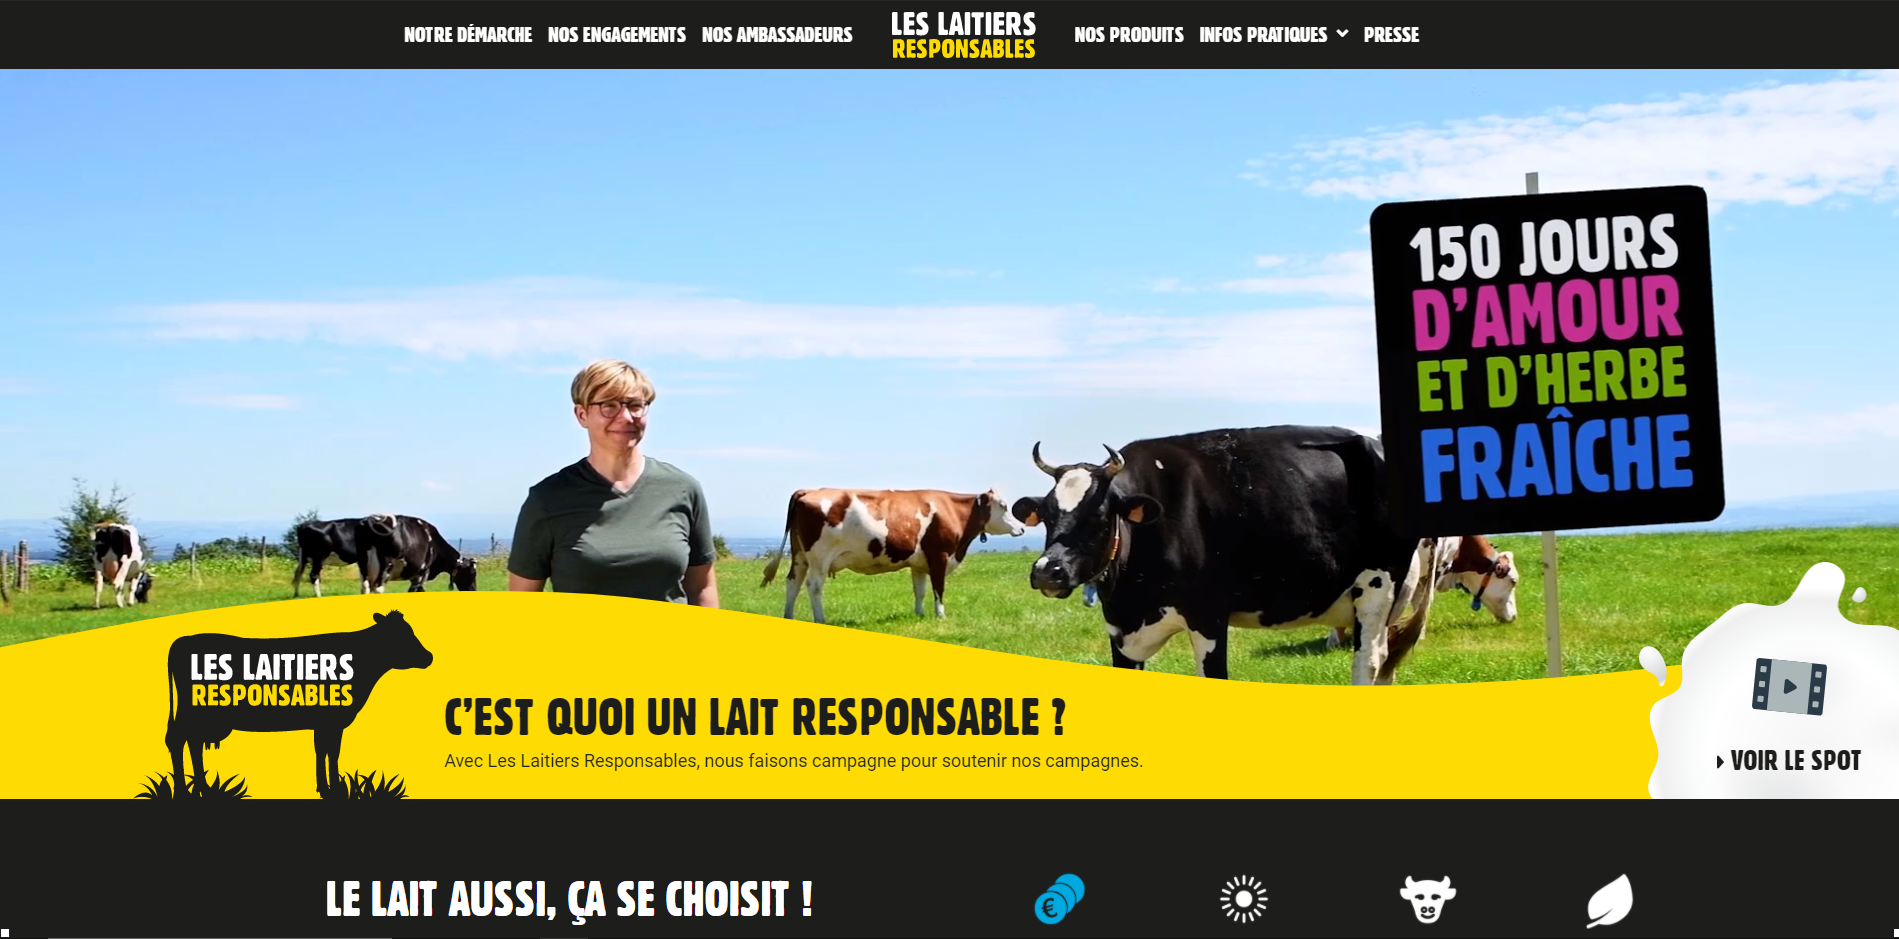 NOTRE DÉMARCHE NOS ENGAGEMENTS NOS AMBASSADEURS
LES LAITIERS
RESPONSABLES
NOS PRODUITS INFOS PRATIQUES PRESSE
150 JOURS
D'AMOUR
ET D'HERBE
FRAÎCHE
LES LAITIERS
RESPONSABLES
C'EST QUOI UN LAIT RESPONSABLE ?
Avec Les Laitiers Responsables, nous faisons campagne pour soutenir nos campagnes.
VOIR LE SPOT
LE LAIT AUSSI, ÇA SE CHOISIT !
€